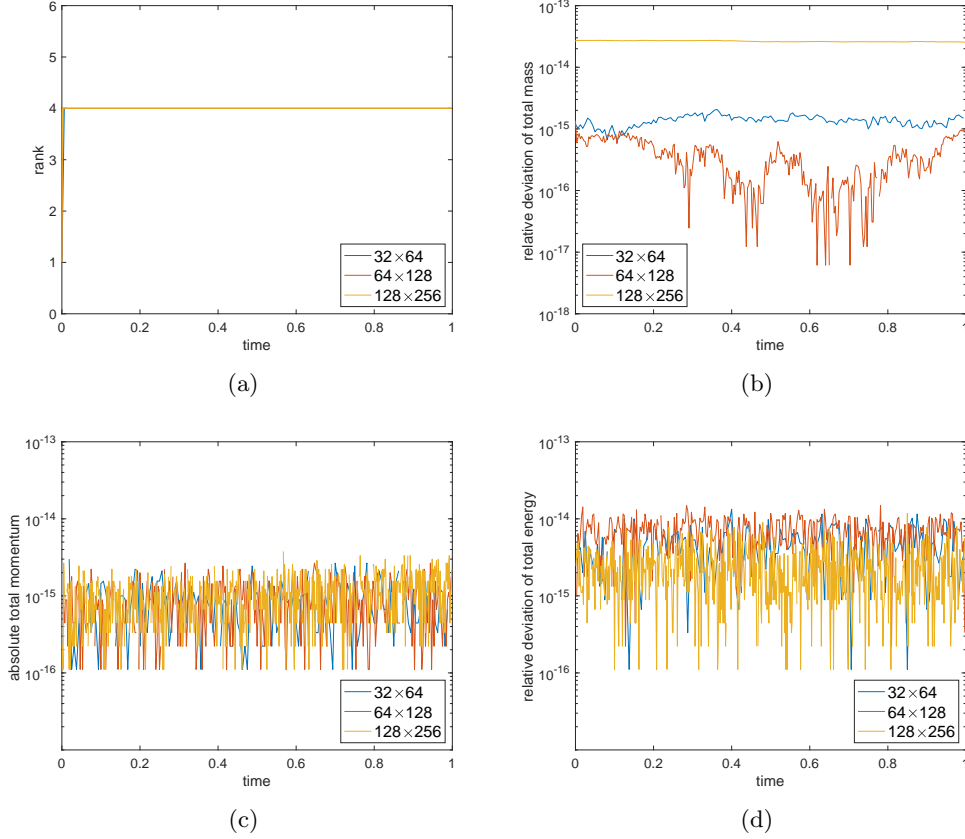 6
5
4
3
2
1
0
rank
0 0.2 0.4 0.6 0.8 1
time
32×64
64×128
128×256
(a)
10^-13
10^-14
10^-15
10^-16
10^-17
10^-18
relative deviation of total mass
0 0.2 0.4 0.6 0.8 1
time
32×64
64×128
128×256
(b)
10^-13
10^-14
10^-15
10^-16
absolute total momentum
0 0.2 0.4 0.6 0.8 1
time
32×64
64×128
128×256
(c)
10^-13
10^-14
10^-15
10^-16
relative deviation of total energy
0 0.2 0.4 0.6 0.8 1
time
32×64
64×128
128×256
(d)